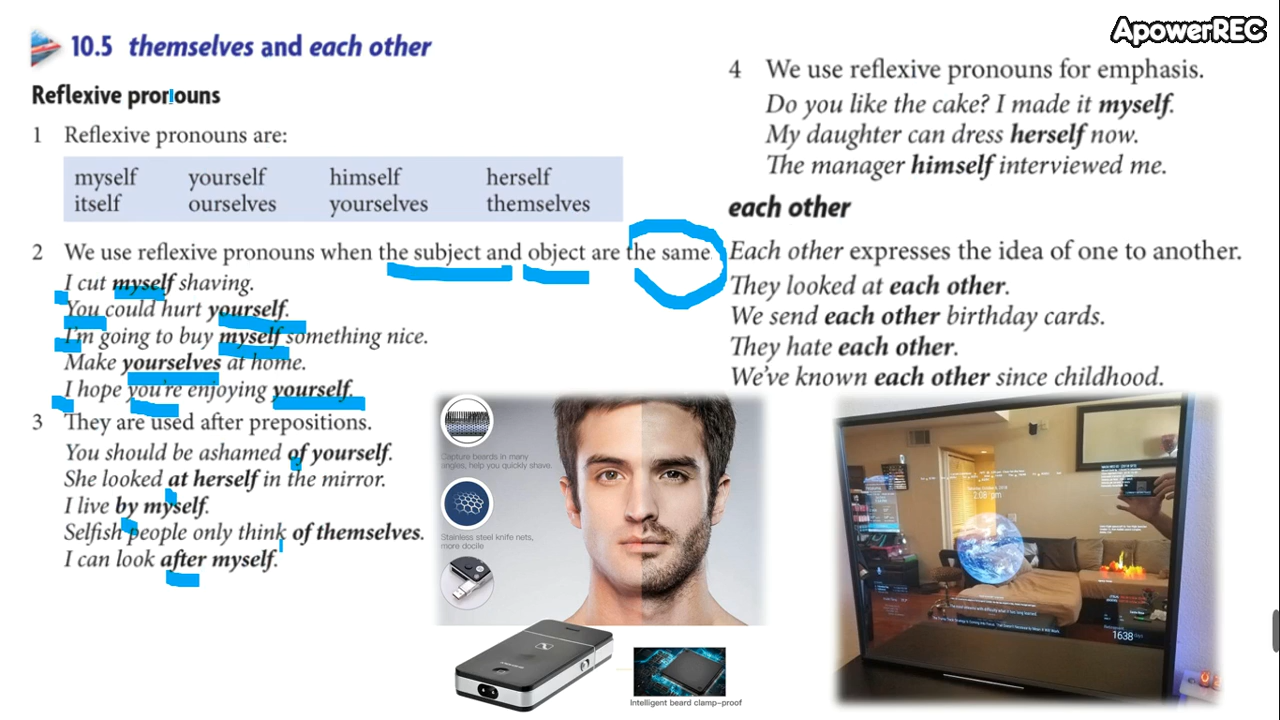 ApowerREC
10.5 themselves and each other
Reflexive pronouns
1 Reflexive pronouns are:
myself yourself himself herself
itself ourselves yourselves themselves
2 We use reflexive pronouns when the subject and object are the same
I cut myself shaving.
You could hurt yourself.
I'm going to buy myself something nice.
Make yourselves at home.
I hope you're enjoying yourself.
3 They are used after prepositions.
You should be ashamed of yourself.
She looked at herself in the mirror.
I live by myself.
Selfish people only think of themselves.
I can look after myself.
4 We use reflexive pronouns for emphasis.
Do you like the cake? I made it myself.
My daughter can dress herself now.
The manager himself interviewed me.
each other
Each other expresses the idea of one to another.
They looked at each other.
We send each other birthday cards.
They hate each other.
We've known each other since childhood.
Capture beards in many
angles, help you quickly shave.
Stainless steel knife nets,
more docile
Intelligent beard clamp-proof
2:08 pm
1638